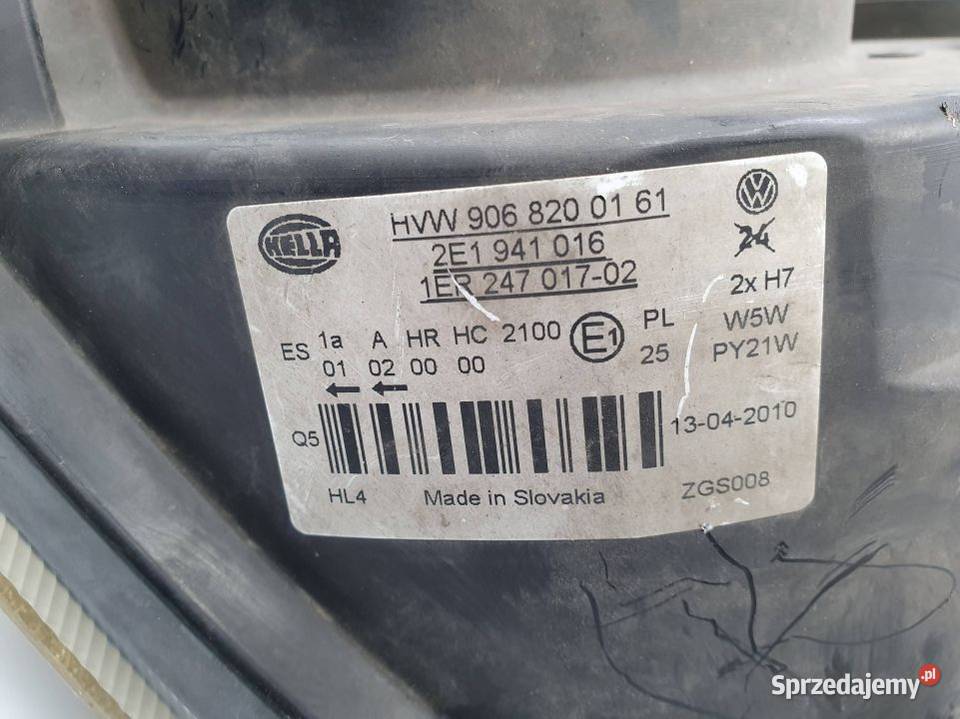 HELLA
HVW 906 820 01 61
2E1 941 016
1ER 247 017-02
24
2x H7
W5W
PY21W
ES 1a A HR HC 2100 E1 PL
01 02 00 00 25
Q5
13-04-2010
HL4 Made in Slovakia ZGS008
Sprzedajemy.pl